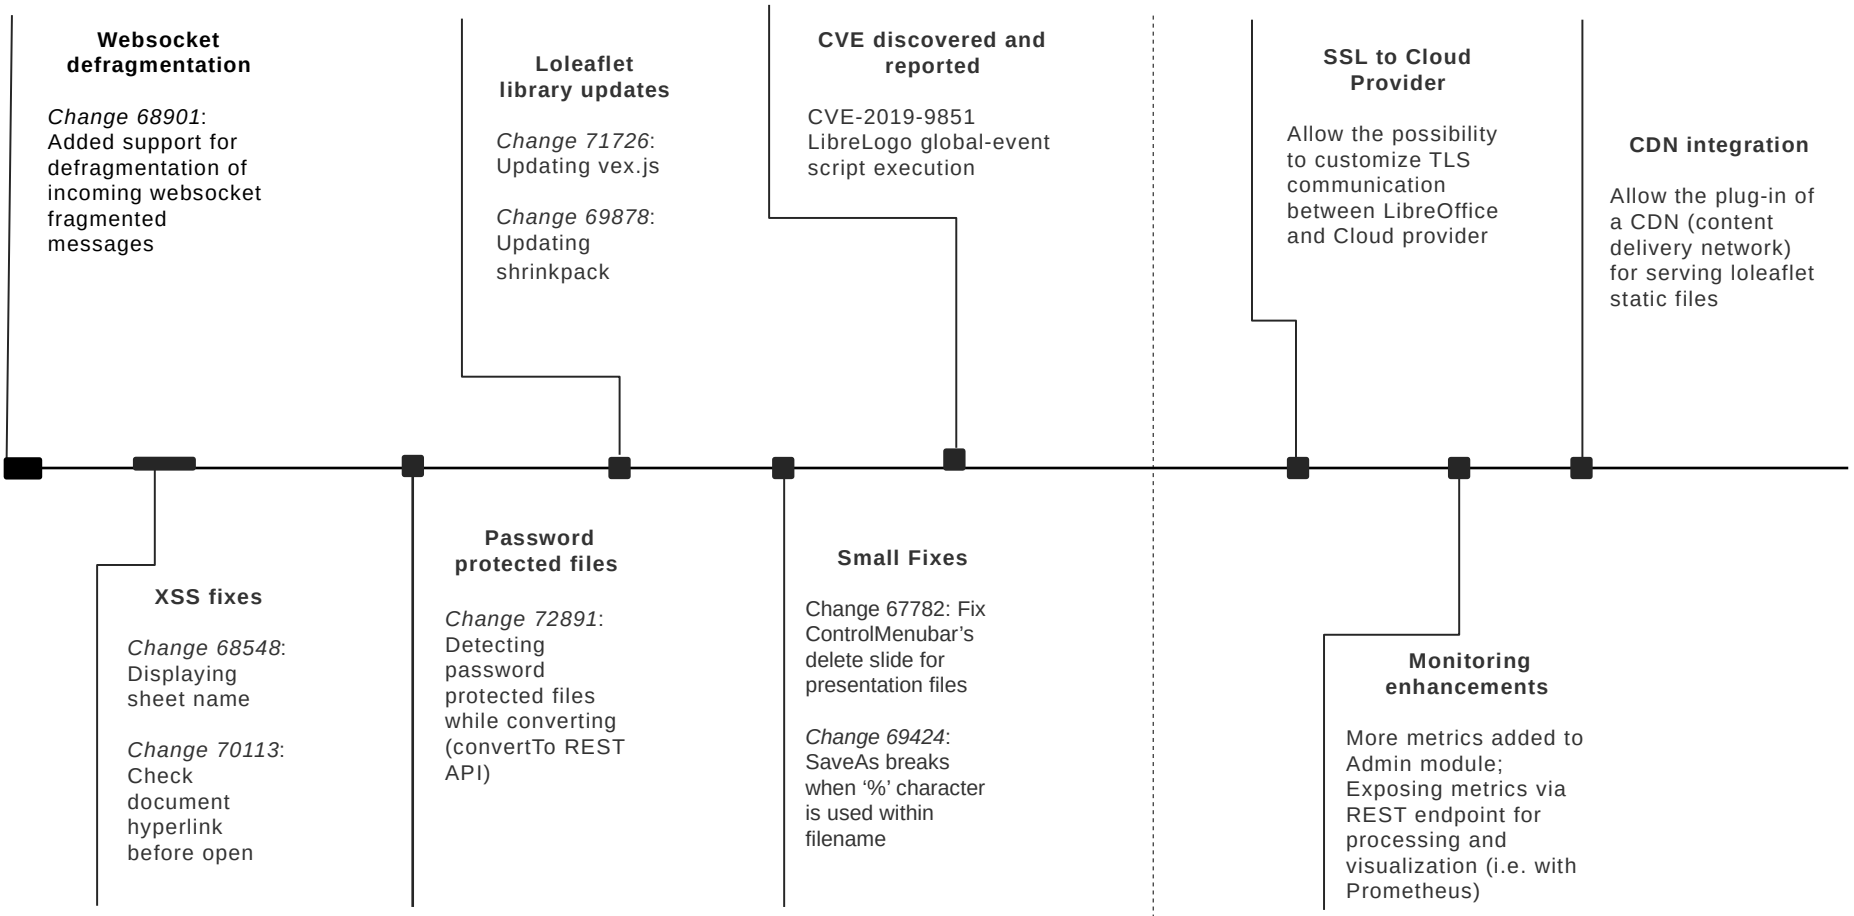 Websocket
defragmentation
Change 68901:
Added support for
defragmentation of
incoming websocket
fragmented
messages
Loleaflet
library updates
Change 71726:
Updating vex.js
Change 69878:
Updating
shrinkpack
CVE discovered and
reported
CVE-2019-9851
LibreLogo global-event
script execution
SSL to Cloud
Provider
Allow the possibility
to customize TLS
communication
between LibreOffice
and Cloud provider
CDN integration
Allow the plug-in of
a CDN (content
delivery network)
for serving loleaflet
static files
XSS fixes
Change 68548:
Displaying
sheet name
Change 70113:
Check
document
hyperlink
before open
Password
protected files
Change 72891:
Detecting
password
protected files
while converting
(convertTo REST
API)
Small Fixes
Change 67782: Fix
ControlMenubar’s
delete slide for
presentation files
Change 69424:
SaveAs breaks
when ‘%’ character
is used within
filename
Monitoring
enhancements
More metrics added to
Admin module;
Exposing metrics via
REST endpoint for
processing and
visualization (i.e. with
Prometheus)